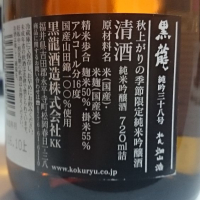 黒龍 純吟三十八号
秋上がりの季節限定純米吟醸酒
清酒 純米吟醸酒 720ml詰
原材料名 米(国産)、
米麹(国産米)
精米歩合 麹米50%・掛米55%
国産山田錦100%使用
アルコール分16度
黒龍酒造株式会社KK
www.kokuryu.co.jp